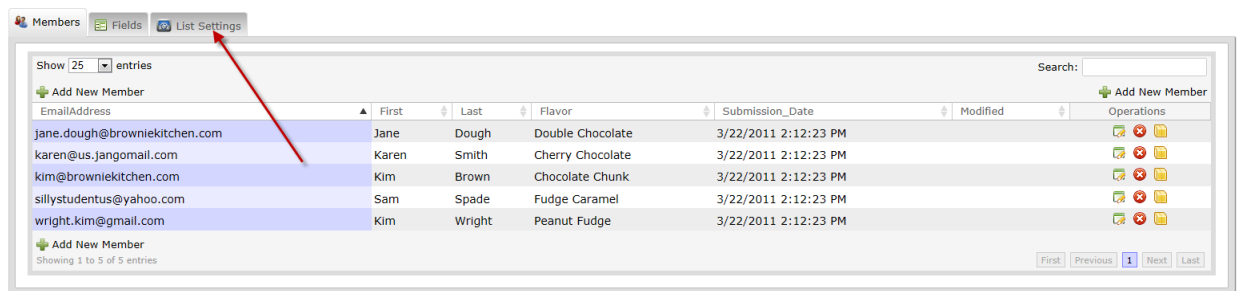 Members Fields List Settings
Show 25 entries Search:
Add New Member Add New Member
EmailAddress First Last Flavor Submission_Date Modified Operations
jane.dough@browniekitchen.com Jane Dough Double Chocolate 3/22/2011 2:12:23 PM
karen@us.jangomail.com Karen Smith Cherry Chocolate 3/22/2011 2:12:23 PM
kim@browniekitchen.com Kim Brown Chocolate Chunk 3/22/2011 2:12:23 PM
sillystudentus@yahoo.com Sam Spade Fudge Caramel 3/22/2011 2:12:23 PM
wright.kim@gmail.com Kim Wright Peanut Fudge 3/22/2011 2:12:23 PM
Add New Member
Showing 1 to 5 of 5 entries First Previous 1 Next Last